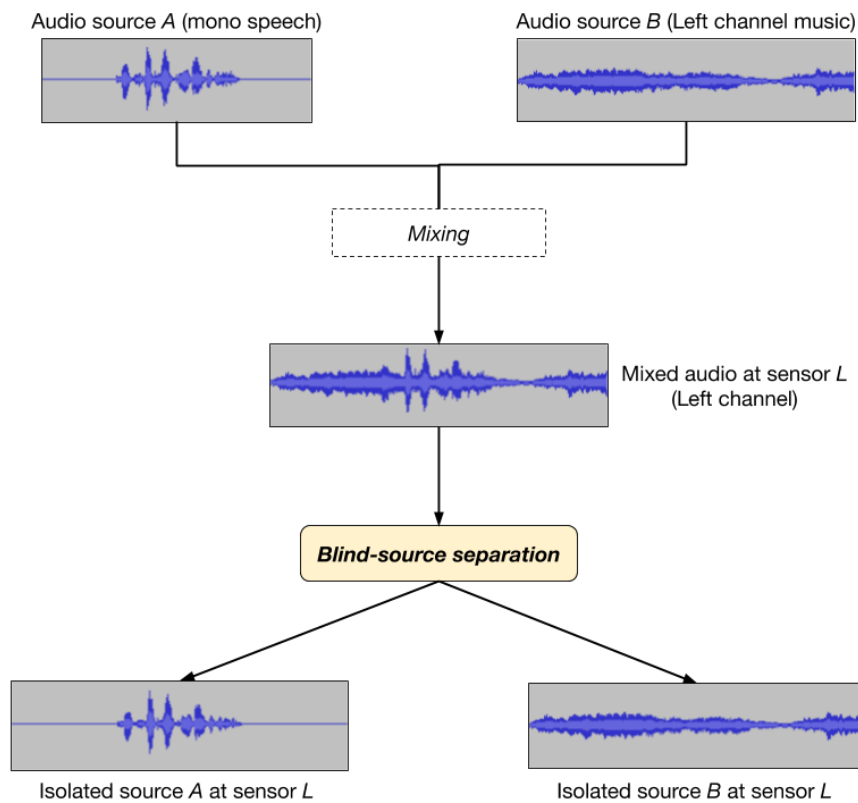 Audio source A (mono speech)
Audio source B (Left channel music)
Mixing
Mixed audio at sensor L
(Left channel)
Blind-source separation
Isolated source A at sensor L
Isolated source B at sensor L